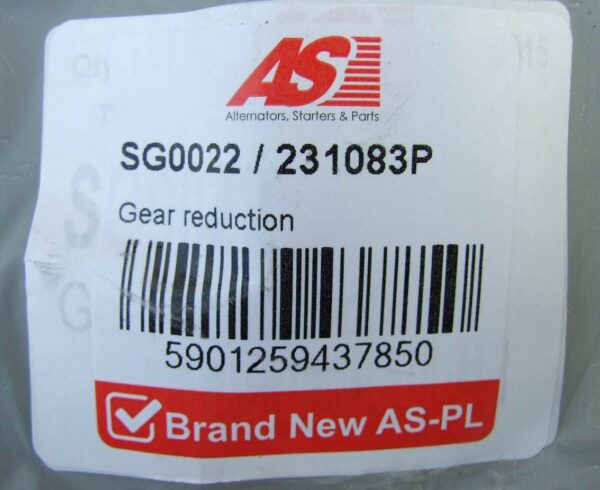 AS
Alternators, Starters & Parts
SG0022 / 231083P
Gear reduction
5901259437850
Brand New AS-PL